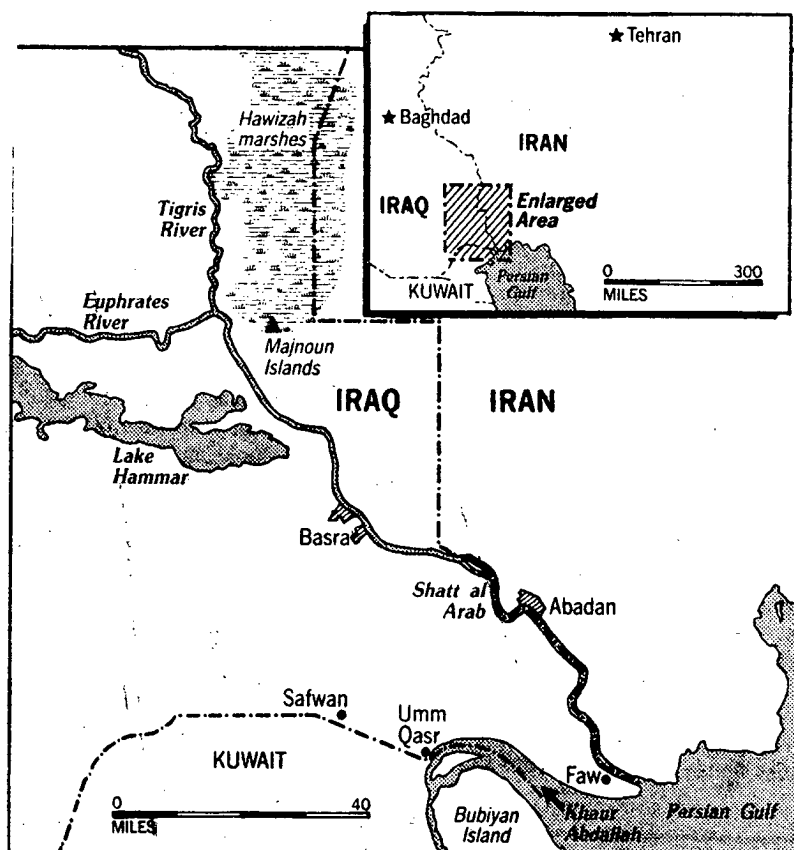 Tehran
Baghdad
IRAN
IRAQ
Enlarged
Area
KUWAIT
Persian
Gulf
0 300
MILES
Hawizah
marshes
Tigris
River
Euphrates
River
Majnoun
Islands
IRAQ
IRAN
Lake
Hammar
Basra
Shatt al
Arab
Abadan
Safwan
Umm
Qasr
KUWAIT
Faw
0 40
MILES
Bubiyan
Island
Khaur
Abdallah
Persian Gulf